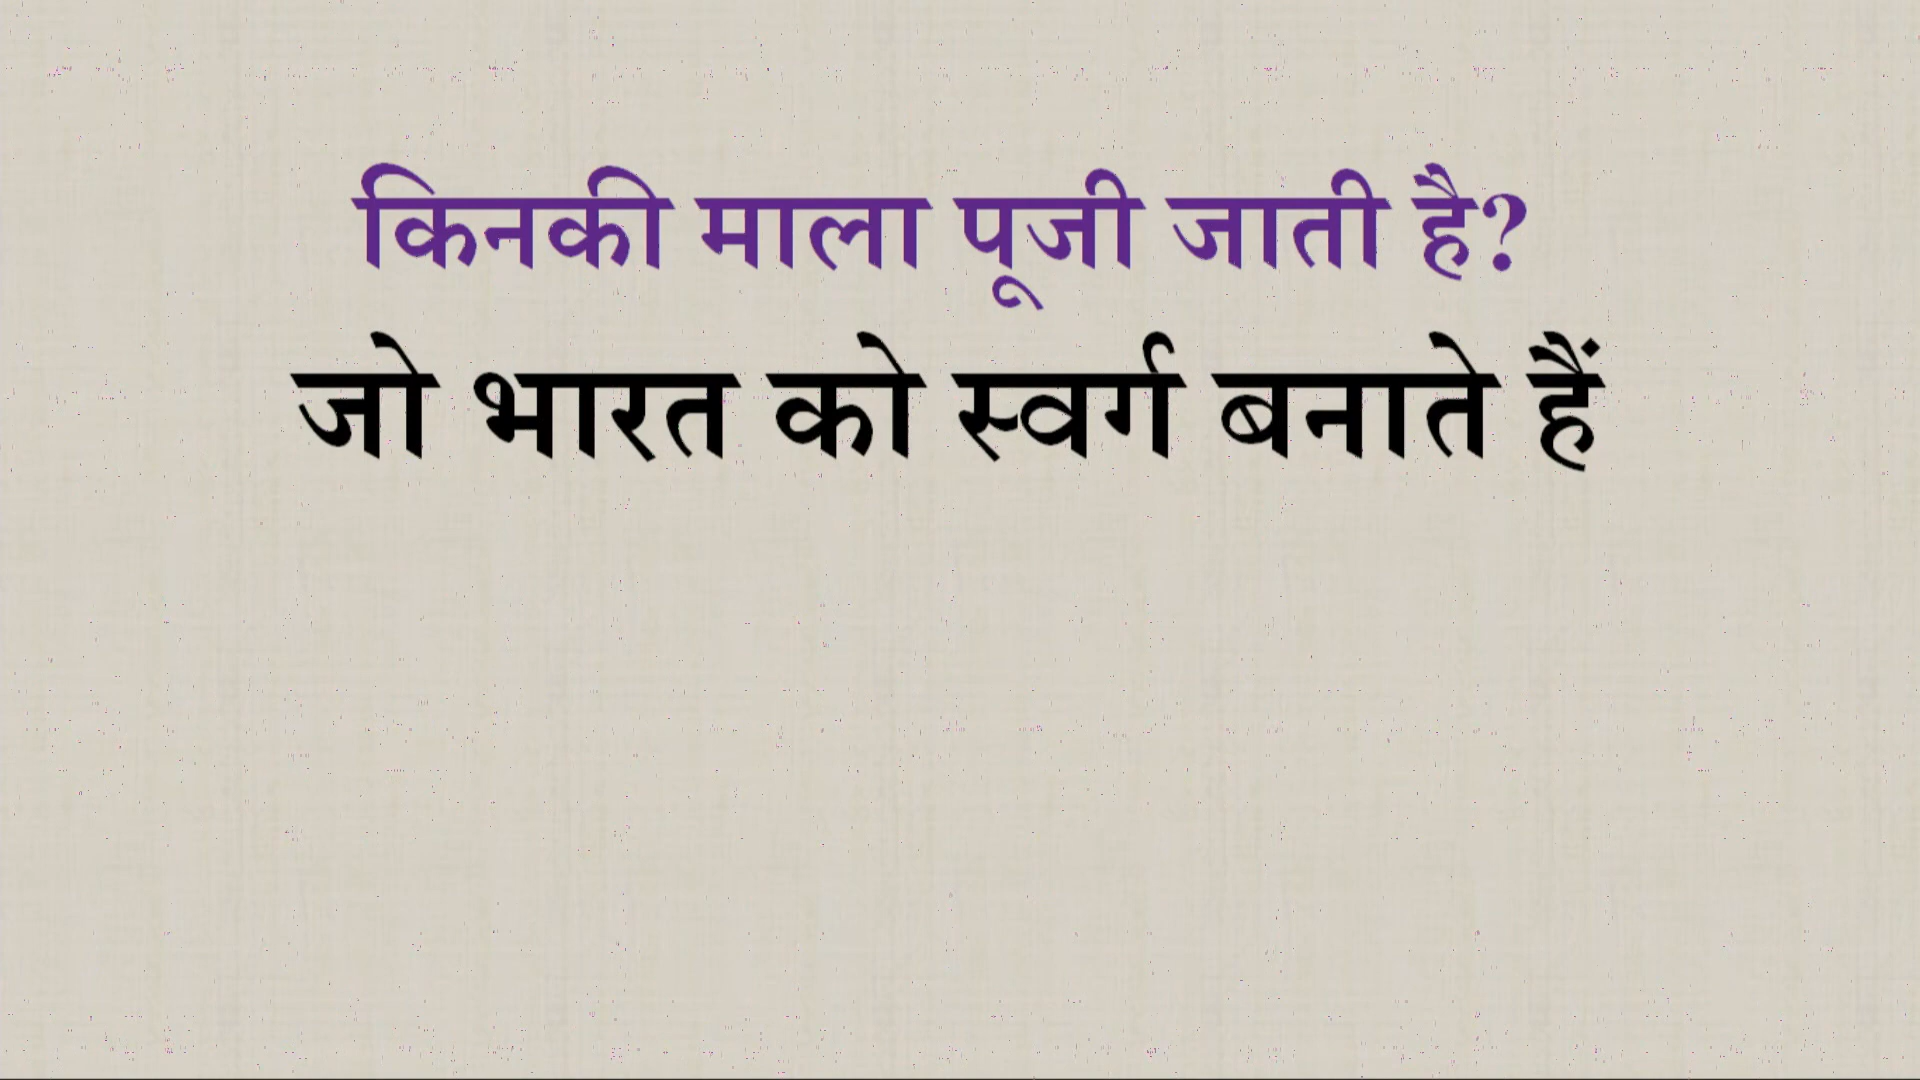 किनकी माला पूजी जाती है?
जो भारत को स्वर्ग बनाते हैं